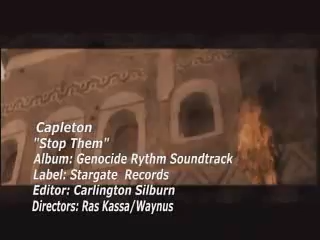 Capleton
"Stop Them"
Album: Genocide Rythm Soundtrack
Label: Stargate Records
Editor: Carlington Silburn
Directors: Ras Kassa/Waynus